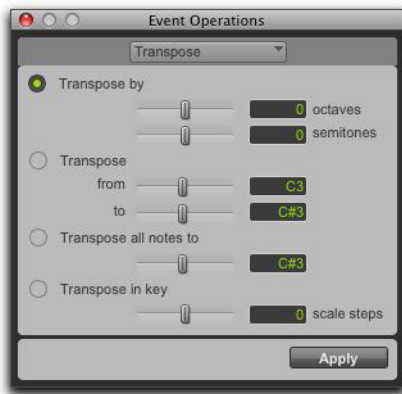 Event Operations
Transpose
Transpose by
0 octaves
0 semitones
Transpose
from C3
to C#3
Transpose all notes to
C#3
Transpose in key
0 scale steps
Apply